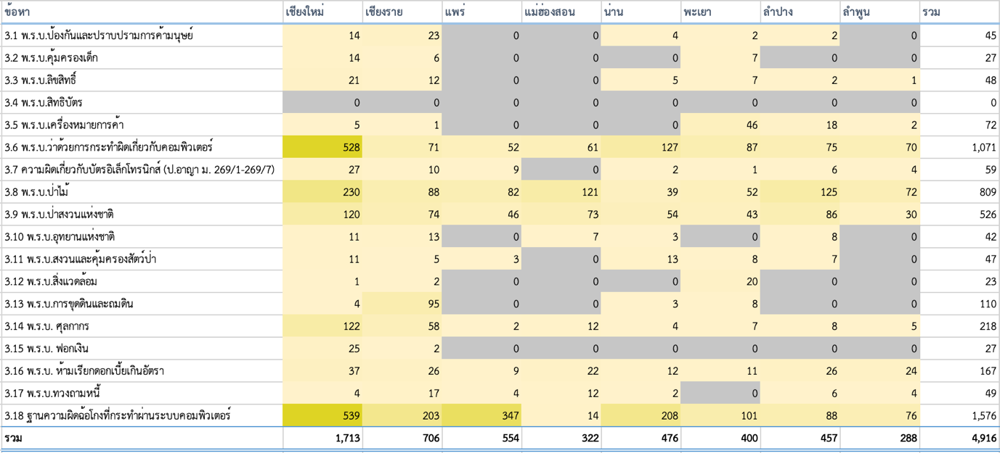 ข้อหา เชียงใหม่ เชียงราย แพร่ แม่ฮ่องสอน น่าน พะเยา ลำปาง ลำพูน รวม
3.1 พ.ร.บ.ป้องกันและปราบปรามการค้ามนุษย์ 14 23 0 0 4 2 2 0 45
3.2 พ.ร.บ.คุ้มครองเด็ก 14 6 0 0 0 7 0 0 27
3.3 พ.ร.บ.ลิขสิทธิ์ 21 12 0 0 5 7 2 1 48
3.4 พ.ร.บ.สิทธิบัตร 0 0 0 0 0 0 0 0 0
3.5 พ.ร.บ.เครื่องหมายการค้า 5 1 0 0 0 46 18 2 72
3.6 พ.ร.บ.ว่าด้วยการกระทำผิดเกี่ยวกับคอมพิวเตอร์ 528 71 52 61 127 87 75 70 1,071
3.7 ความผิดเกี่ยวกับบัตรอิเล็กโทรนิกส์ (ป.อาญา ม. 269/1-269/7) 27 10 9 0 2 1 6 4 59
3.8 พ.ร.บ.ป่าไม้ 230 88 82 121 39 52 125 72 809
3.9 พ.ร.บ.ป่าสงวนแห่งชาติ 120 74 46 73 54 43 86 30 526
3.10 พ.ร.บ.อุทยานแห่งชาติ 11 13 0 7 3 0 8 0 42
3.11 พ.ร.บ.สงวนและคุ้มครองสัตว์ป่า 11 5 3 0 13 8 7 0 47
3.12 พ.ร.บ.สิ่งแวดล้อม 1 2 0 0 0 20 0 0 23
3.13 พ.ร.บ.การขุดดินและถมดิน 4 95 0 0 3 8 0 0 110
3.14 พ.ร.บ. ศุลกากร 122 58 2 12 4 7 8 5 218
3.15 พ.ร.บ. ฟอกเงิน 25 2 0 0 0 0 0 0 27
3.16 พ.ร.บ. ห้ามเรียกดอกเบี้ยเกินอัตรา 37 26 9 22 12 11 26 24 167
3.17 พ.ร.บ.ทวงถามหนี้ 4 17 4 12 2 0 6 4 49
3.18 ฐานความผิดฉ้อโกงที่กระทำผ่านระบบคอมพิวเตอร์ 539 203 347 14 208 101 88 76 1,576
รวม 1,713 706 554 322 476 400 457 288 4,916